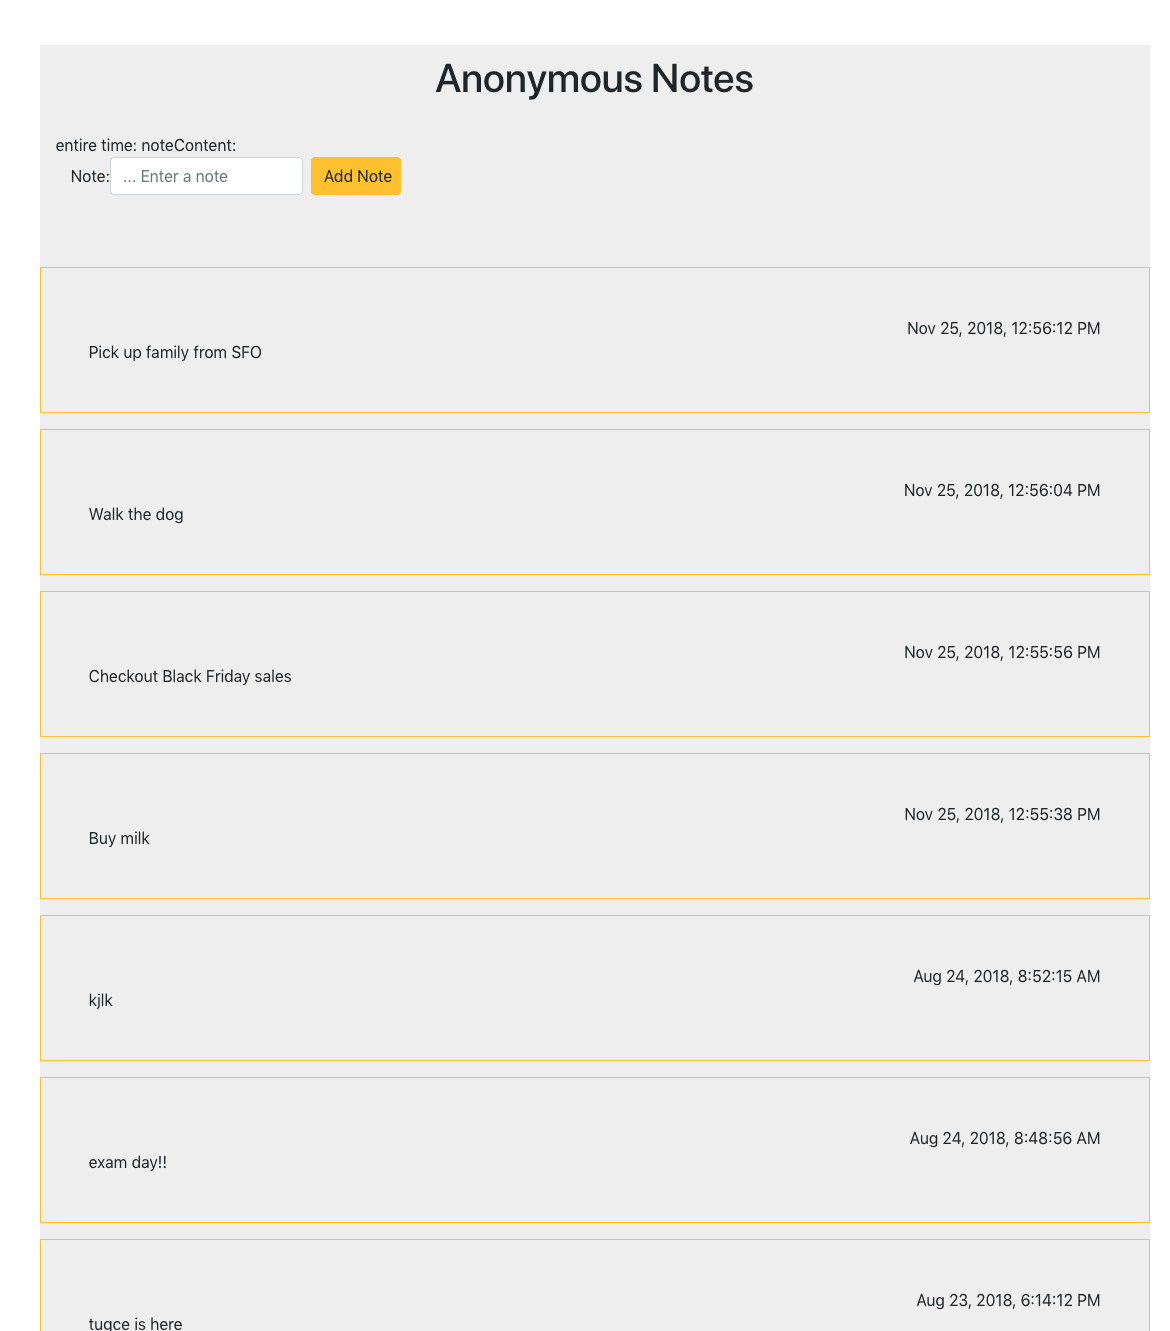 Anonymous Notes
entire time: noteContent:
Note: ... Enter a note Add Note
Nov 25, 2018, 12:56:12 PM
Pick up family from SFO
Nov 25, 2018, 12:56:04 PM
Walk the dog
Nov 25, 2018, 12:55:56 PM
Checkout Black Friday sales
Nov 25, 2018, 12:55:38 PM
Buy milk
Aug 24, 2018, 8:52:15 AM
kjlk
Aug 24, 2018, 8:48:56 AM
exam day!!
Aug 23, 2018, 6:14:12 PM
tugce is here